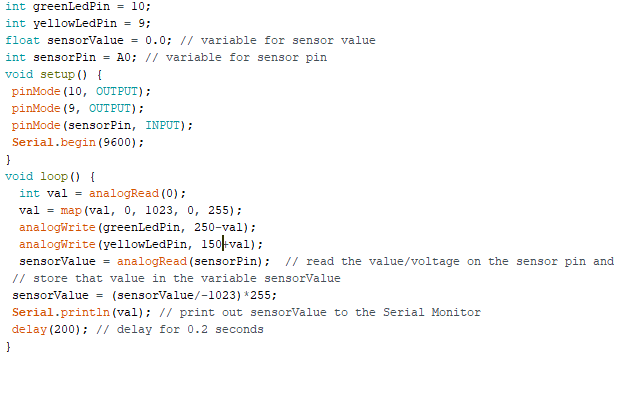 int greenLedPin = 10;
int yellowLedPin = 9;
float sensorValue = 0.0; // variable for sensor value
int sensorPin = A0; // variable for sensor pin
void setup() {
 pinMode(10, OUTPUT);
 pinMode(9, OUTPUT);
 pinMode(sensorPin, INPUT);
 Serial.begin(9600);
}
void loop() {
  int val = analogRead(0);
  val = map(val, 0, 1023, 0, 255);
  analogWrite(greenLedPin, 250-val);
  analogWrite(yellowLedPin, 150+val);
  sensorValue = analogRead(sensorPin);  // read the value/voltage on the sensor pin and
 // store that value in the variable sensorValue
 sensorValue = (sensorValue/-1023)*255;
 Serial.println(val); // print out sensorValue to the Serial Monitor
 delay(200); // delay for 0.2 seconds
}